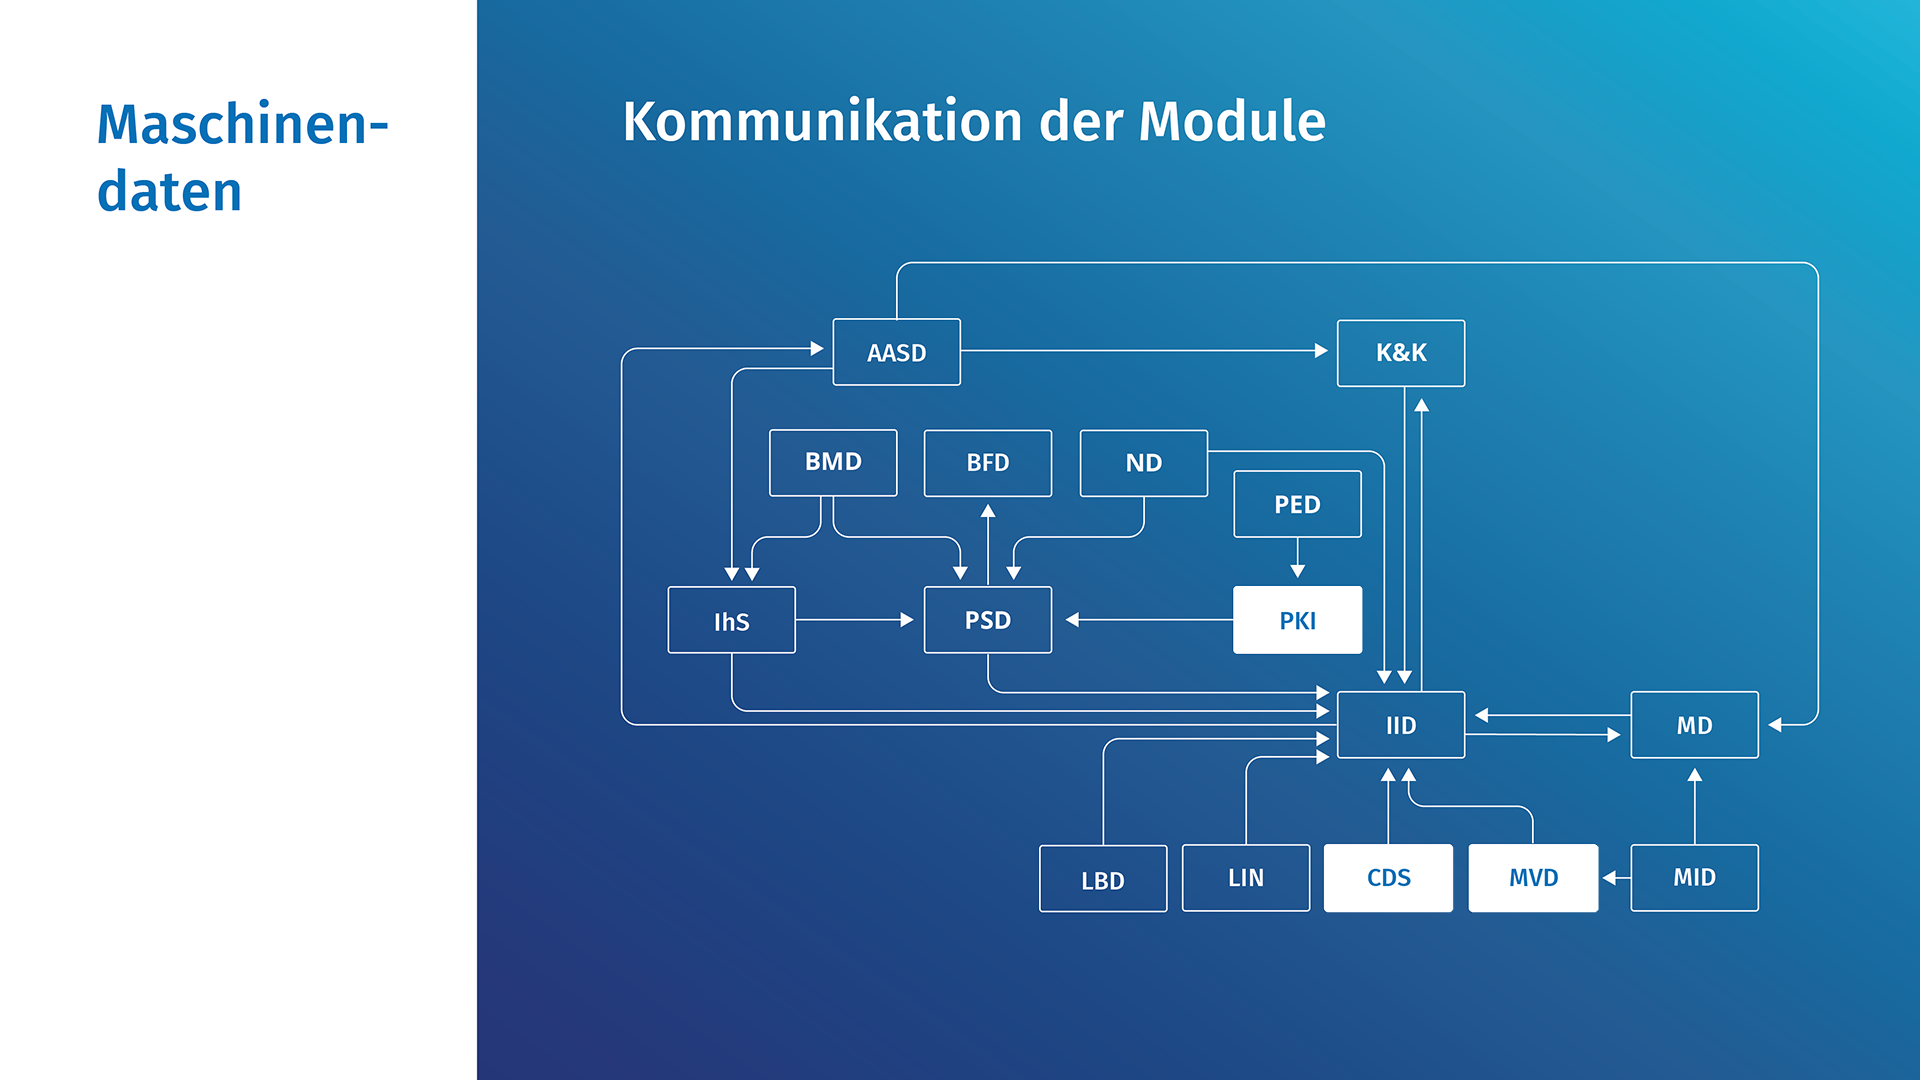 Maschinen-
daten
Kommunikation der Module
AASD
K&K
BMD
BFD
ND
PED
IhS
PSD
PKI
IID
MD
LBD
LIN
CDS
MVD
MID